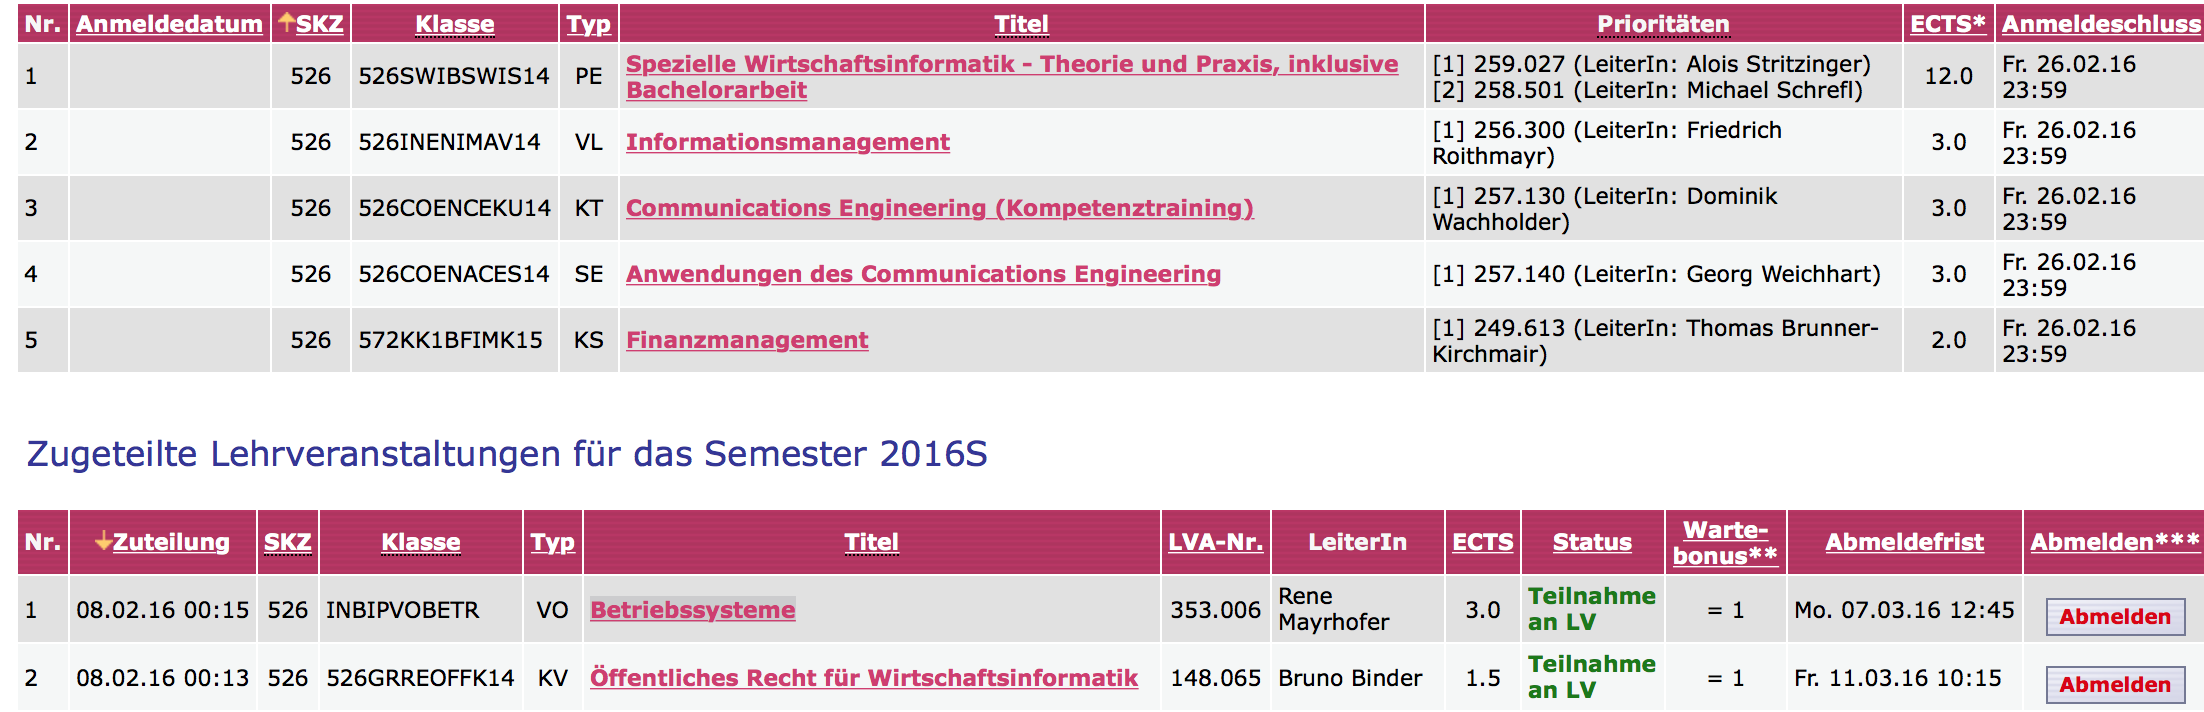 Nr. Anmeldedatum SKZ Klasse Typ Titel Prioritäten ECTS* Anmeldeschluss
1 526 526SWIBSWIS14 PE Spezielle Wirtschaftsinformatik - Theorie und Praxis, inklusive Bachelorarbeit [1] 259.027 (LeiterIn: Alois Stritzinger) [2] 258.501 (LeiterIn: Michael Schrefl) 12.0 Fr. 26.02.16 23:59
2 526 526INENIMAV14 VL Informationsmanagement [1] 256.300 (LeiterIn: Friedrich Roithmayr) 3.0 Fr. 26.02.16 23:59
3 526 526COENCEKU14 KT Communications Engineering (Kompetenztraining) [1] 257.130 (LeiterIn: Dominik Wachholder) 3.0 Fr. 26.02.16 23:59
4 526 526COENACES14 SE Anwendungen des Communications Engineering [1] 257.140 (LeiterIn: Georg Weichhart) 3.0 Fr. 26.02.16 23:59
5 526 572KK1BFIMK15 KS Finanzmanagement [1] 249.613 (LeiterIn: Thomas Brunner-Kirchmair) 2.0 Fr. 26.02.16 23:59
Zugeteilte Lehrveranstaltungen für das Semester 2016S
Nr. Zuteilung SKZ Klasse Typ Titel LVA-Nr. LeiterIn ECTS Status Warte-bonus** Abmeldefrist Abmelden***
1 08.02.16 00:15 526 INBIPVOBETR VO Betriebssysteme 353.006 Rene Mayrhofer 3.0 Teilnahme an LV = 1 Mo. 07.03.16 12:45 Abmelden
2 08.02.16 00:13 526 526GRREOFFK14 KV Öffentliches Recht für Wirtschaftsinformatik 148.065 Bruno Binder 1.5 Teilnahme an LV = 1 Fr. 11.03.16 10:15 Abmelden